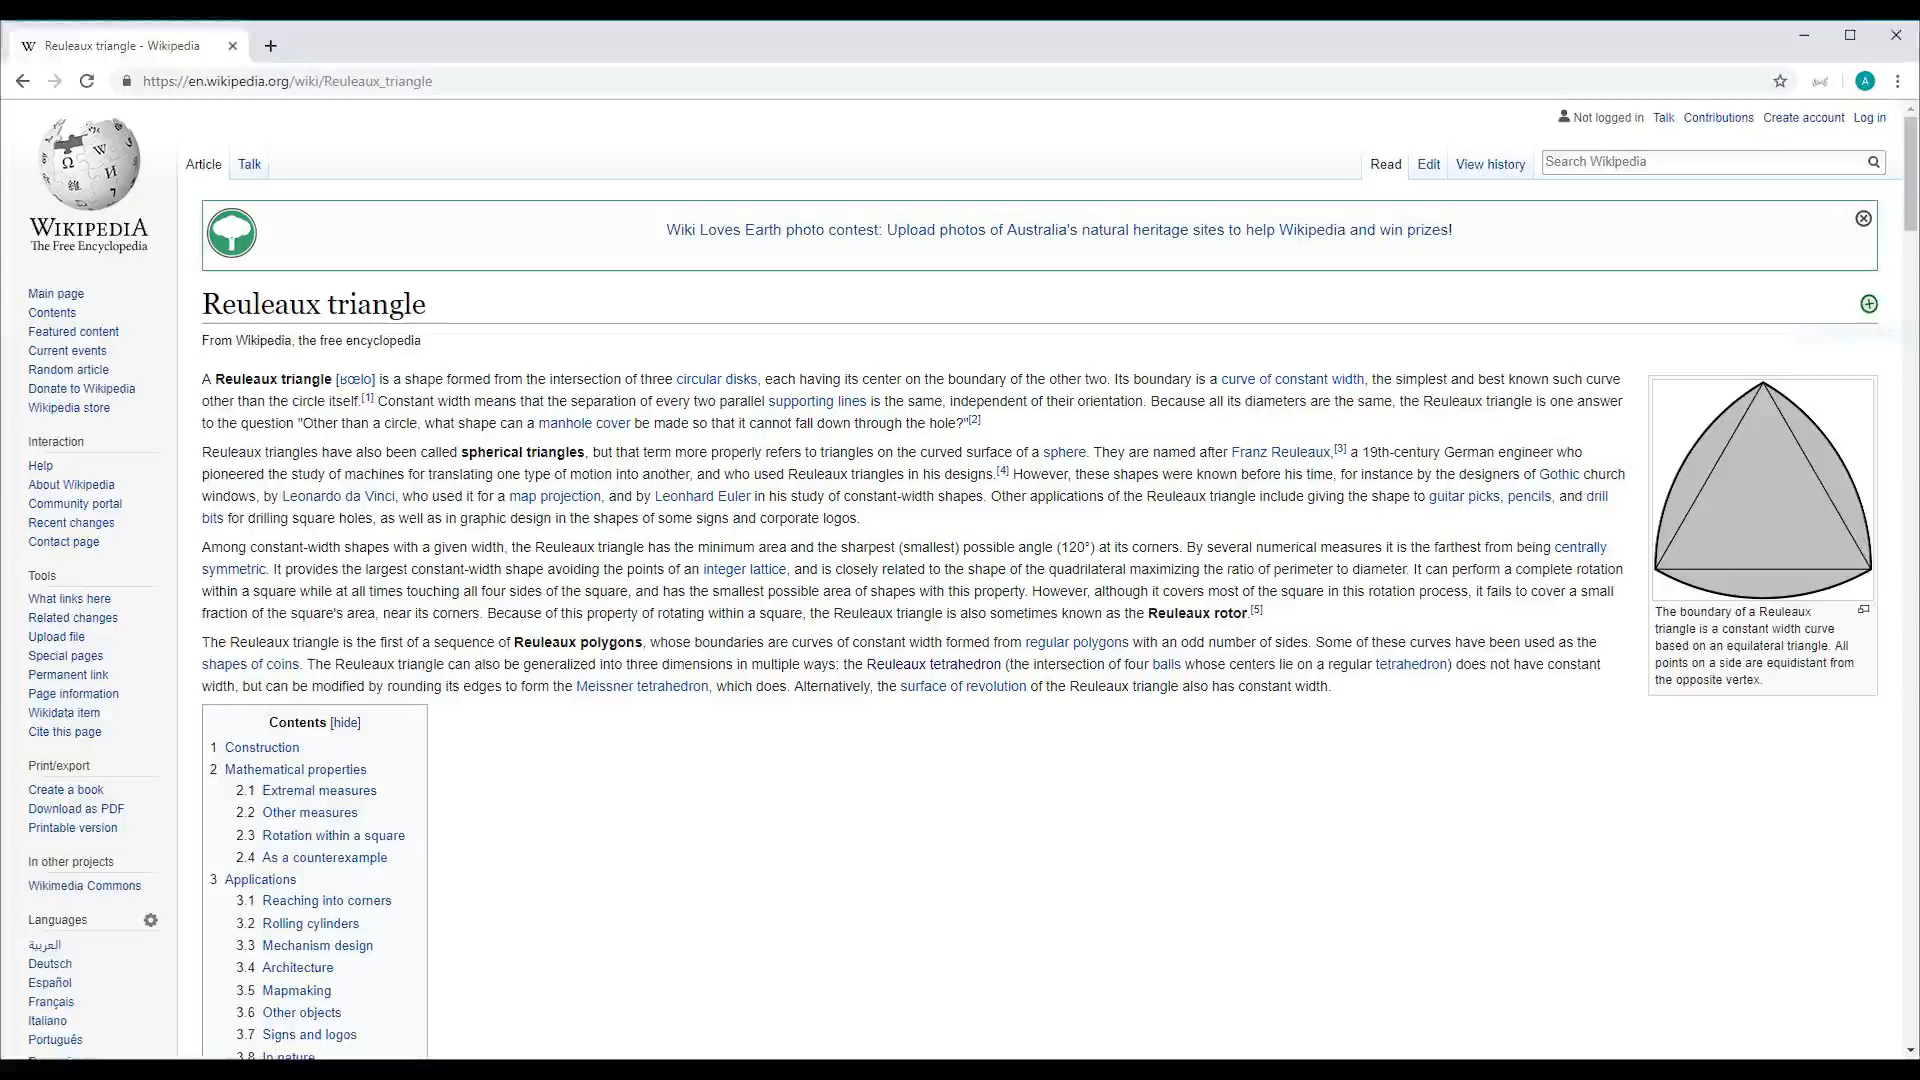 Reuleaux triangle - Wikipedia
https://en.wikipedia.org/wiki/Reuleaux_triangle
A
Not logged in Talk Contributions Create account Log in
Article Talk
Read Edit View history Search Wikipedia
WIKIPEDIA
The Free Encyclopedia
Main page
Contents
Featured content
Current events
Random article
Donate to Wikipedia
Wikipedia store
Interaction
Help
About Wikipedia
Community portal
Recent changes
Contact page
Tools
What links here
Related changes
Upload file
Special pages
Permanent link
Page information
Wikidata item
Cite this page
Print/export
Create a book
Download as PDF
Printable version
In other projects
Wikimedia Commons
Languages
العربية
Deutsch
Español
Français
Italiano
Português
Wiki Loves Earth photo contest: Upload photos of Australia's natural heritage sites to help Wikipedia and win prizes!
Reuleaux triangle
From Wikipedia, the free encyclopedia
A Reuleaux triangle [ʁœlo] is a shape formed from the intersection of three circular disks, each having its center on the boundary of the other two. Its boundary is a curve of constant width, the simplest and best known such curve
other than the circle itself.[1] Constant width means that the separation of every two parallel supporting lines is the same, independent of their orientation. Because all its diameters are the same, the Reuleaux triangle is one answer
to the question "Other than a circle, what shape can a manhole cover be made so that it cannot fall down through the hole?"[2]
Reuleaux triangles have also been called spherical triangles, but that term more properly refers to triangles on the curved surface of a sphere. They are named after Franz Reuleaux,[3] a 19th-century German engineer who
pioneered the study of machines for translating one type of motion into another, and who used Reuleaux triangles in his designs.[4] However, these shapes were known before his time, for instance by the designers of Gothic church
windows, by Leonardo da Vinci, who used it for a map projection, and by Leonhard Euler in his study of constant-width shapes. Other applications of the Reuleaux triangle include giving the shape to guitar picks, pencils, and drill
bits for drilling square holes, as well as in graphic design in the shapes of some signs and corporate logos.
Among constant-width shapes with a given width, the Reuleaux triangle has the minimum area and the sharpest (smallest) possible angle (120°) at its corners. By several numerical measures it is the farthest from being centrally
symmetric. It provides the largest constant-width shape avoiding the points of an integer lattice, and is closely related to the shape of the quadrilateral maximizing the ratio of perimeter to diameter. It can perform a complete rotation
within a square while at all times touching all four sides of the square, and has the smallest possible area of shapes with this property. However, although it covers most of the square in this rotation process, it fails to cover a small
fraction of the square's area, near its corners. Because of this property of rotating within a square, the Reuleaux triangle is also sometimes known as the Reuleaux rotor.[5]
The Reuleaux triangle is the first of a sequence of Reuleaux polygons, whose boundaries are curves of constant width formed from regular polygons with an odd number of sides. Some of these curves have been used as the
shapes of coins. The Reuleaux triangle can also be generalized into three dimensions in multiple ways: the Reuleaux tetrahedron (the intersection of four balls whose centers lie on a regular tetrahedron) does not have constant
width, but can be modified by rounding its edges to form the Meissner tetrahedron, which does. Alternatively, the surface of revolution of the Reuleaux triangle also has constant width.
The boundary of a Reuleaux
triangle is a constant width curve
based on an equilateral triangle. All
points on a side are equidistant from
the opposite vertex.
Contents [hide]
1 Construction
2 Mathematical properties
2.1 Extremal measures
2.2 Other measures
2.3 Rotation within a square
2.4 As a counterexample
3 Applications
3.1 Reaching into corners
3.2 Rolling cylinders
3.3 Mechanism design
3.4 Architecture
3.5 Mapmaking
3.6 Other objects
3.7 Signs and logos
3.8 In nature